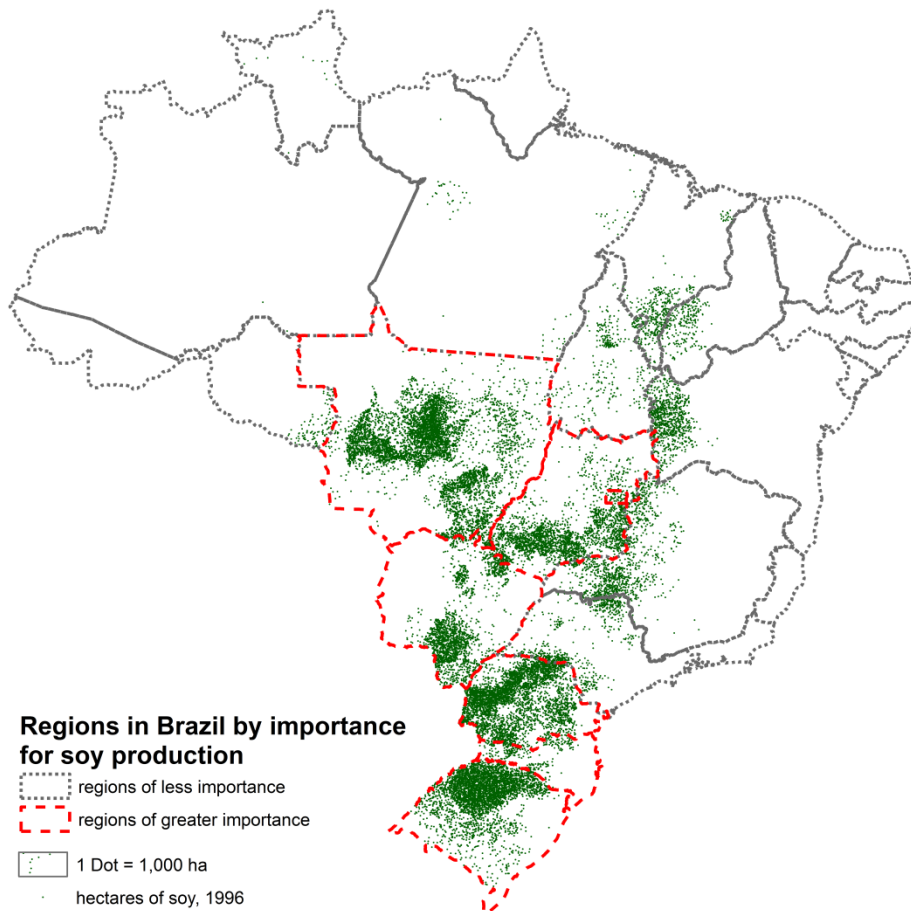 Regions in Brazil by importance
for soy production
regions of less importance
regions of greater importance
1 Dot = 1,000 ha
hectares of soy, 1996